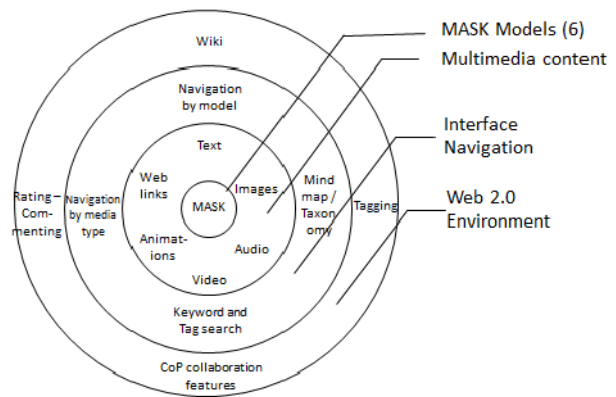 MASK Models (6)
Wiki
Multimedia content
Navigation
by model
Interface
Navigation
Text
Web
links
Images
Mind
map /
Taxon
omy
Rating –
Com-
menting
Navigation
by media
type
MASK
Tagging
Web 2.0
Environment
Animat-
ions
Audio
Video
Keyword and
Tag search
CoP collaboration
features